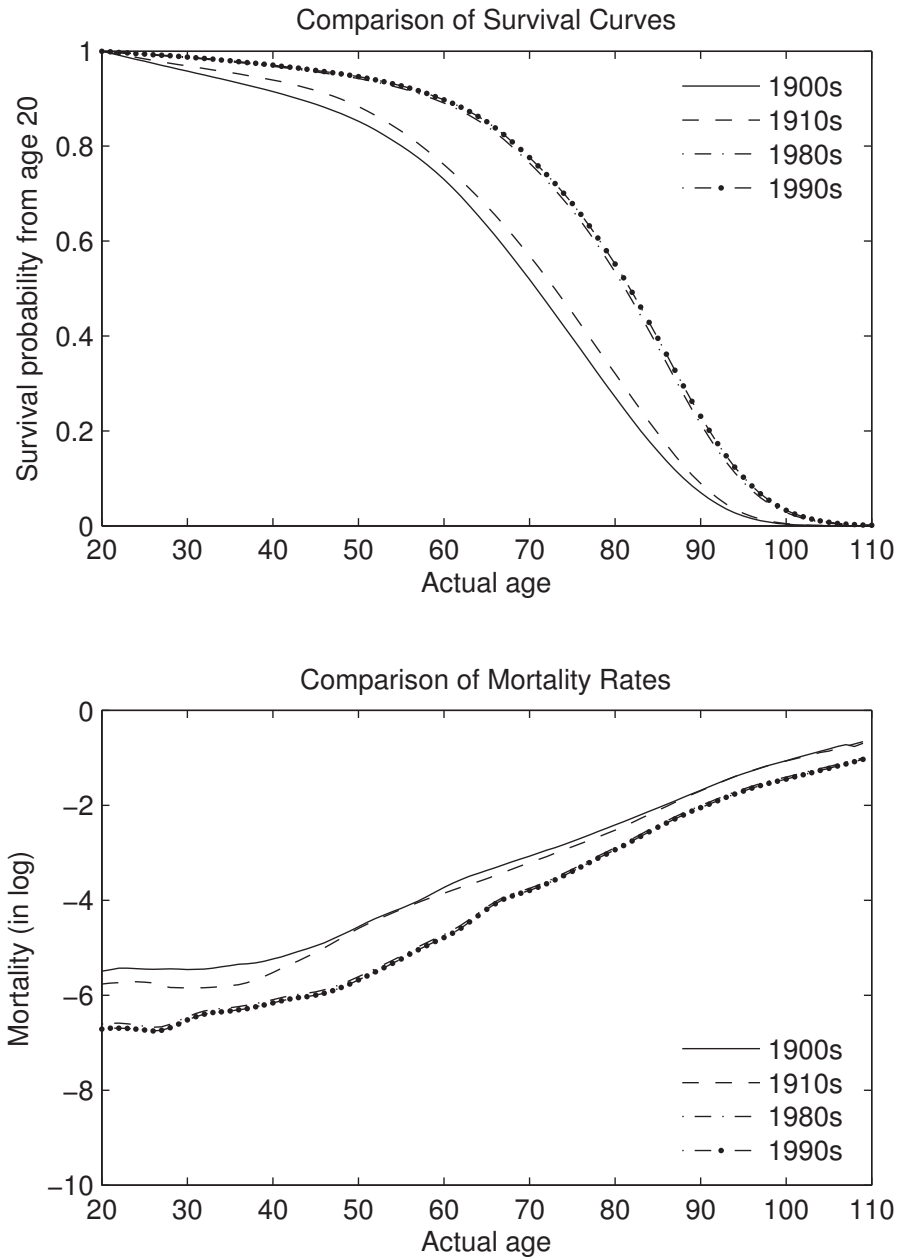 Comparison of Survival Curves
Survival probability from age 20
1
0.8
0.6
0.4
0.2
0
1900s
1910s
1980s
1990s
20 30 40 50 60 70 80 90 100 110
Actual age
Comparison of Mortality Rates
Mortality (in log)
0
−2
−4
−6
−8
−10
1900s
1910s
1980s
1990s
20 30 40 50 60 70 80 90 100 110
Actual age